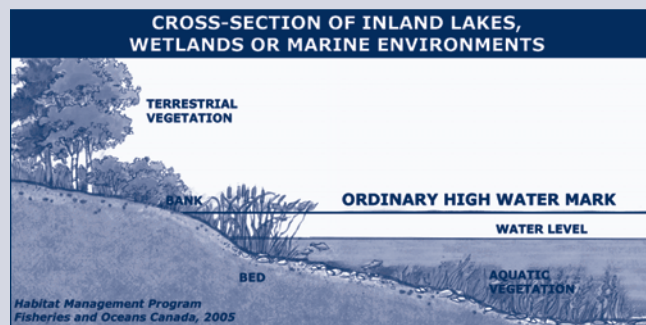 CROSS-SECTION OF INLAND LAKES,
WETLANDS OR MARINE ENVIRONMENTS
TERRESTRIAL
VEGETATION
BANK
ORDINARY HIGH WATER MARK
WATER LEVEL
BED
AQUATIC
VEGETATION
Habitat Management Program
Fisheries and Oceans Canada, 2005